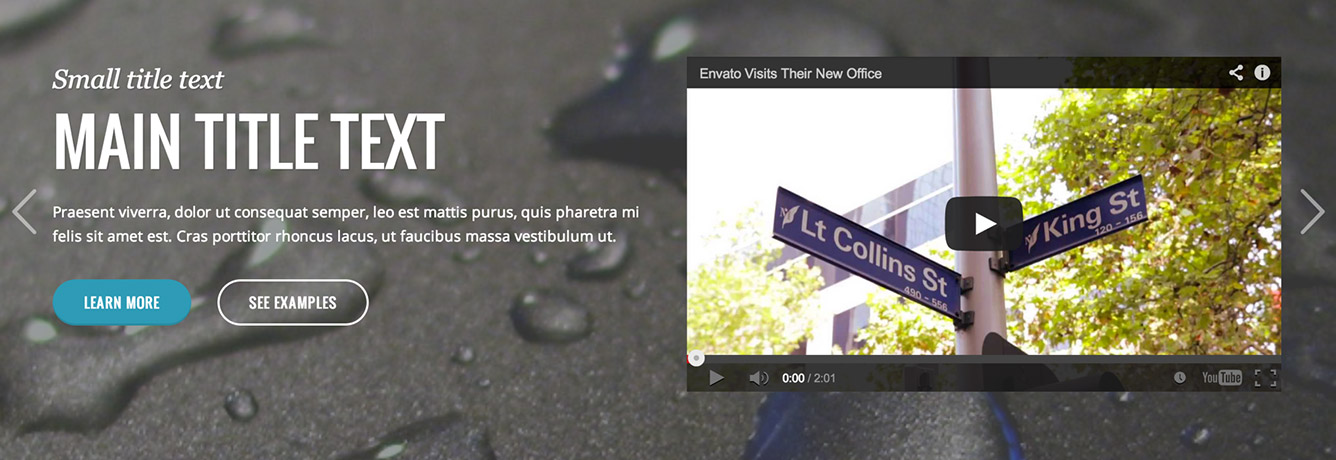 Small title text
MAIN TITLE TEXT
Praesent viverra, dolor ut consequat semper, leo est mattis purus, quis pharetra mi
felis sit amet est. Cras porttitor rhoncus lacus, ut faucibus massa vestibulum ut.
LEARN MORE
SEE EXAMPLES
Envato Visits Their New Office
Lt Collins St
490 - 556
King St
120 - 156
0:00 / 2:01
YouTube